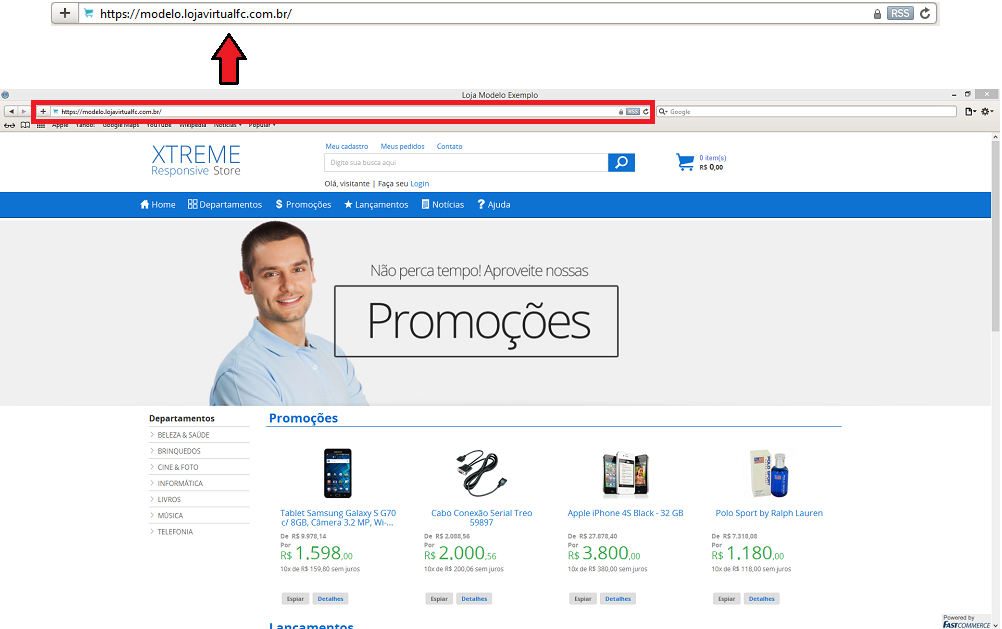 https://modelo.lojavirtualfc.com.br/
RSS
Loja Modelo Exemplo
https://modelo.lojavirtualfc.com.br/
RSS
Google
Apple Yahoo! Google Maps YouTube Wikipedia Notícias Popular
XTREME
Responsive Store
Meu cadastro Meus pedidos Contato
Digite sua busca aqui
Olá, visitante | Faça seu Login
0 item(s)
R$ 0,00
Home Departamentos $ Promoções Lançamentos Notícias ? Ajuda
Não perca tempo! Aproveite nossas
Promoções
Departamentos
BELEZA & SAÚDE
BRINQUEDOS
CINE & FOTO
INFORMÁTICA
LIVROS
MÚSICA
TELEFONIA
Promoções
Tablet Samsung Galaxy S G70
c/ 8GB, Câmera 3.2 MP, Wi-...
De R$ 9.978,14
Por
R$ 1.598,00
10x de R$ 159,80 sem juros
Espiar Detalhes
Cabo Conexão Serial Treo
59897
De R$ 2.088,56
Por
R$ 2.000,56
10x de R$ 200,06 sem juros
Espiar Detalhes
Apple iPhone 4S Black - 32 GB
De R$ 27.878,40
Por
R$ 3.800,00
10x de R$ 380,00 sem juros
Espiar Detalhes
Polo Sport by Ralph Lauren
De R$ 7.318,08
Por
R$ 1.180,00
10x de R$ 118,00 sem juros
Espiar Detalhes
Lançamentos
Powered by
FASTCOMMERCE